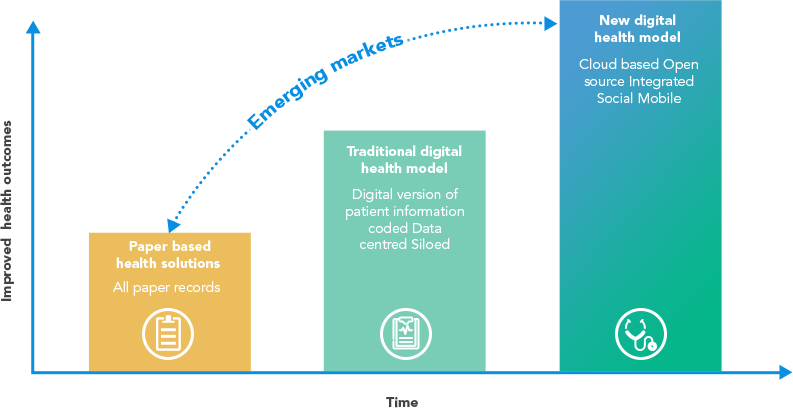 Improved health outcomes
Emerging markets
Paper based
health solutions
All paper records
Traditional digital
health model
Digital version of
patient information
coded Data
centred Siloed
New digital
health model
Cloud based Open
source Integrated
Social Mobile
Time